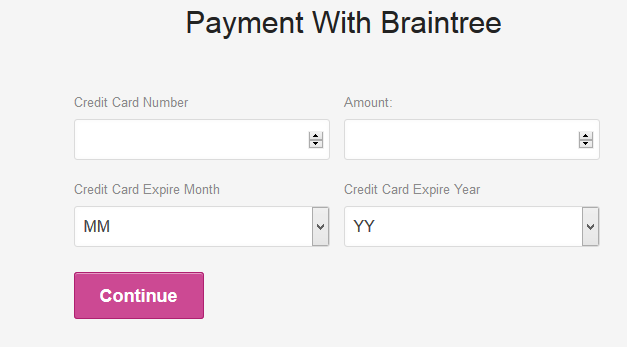 Payment With Braintree
Credit Card Number
Amount:
Credit Card Expire Month
Credit Card Expire Year
MM
YY
Continue